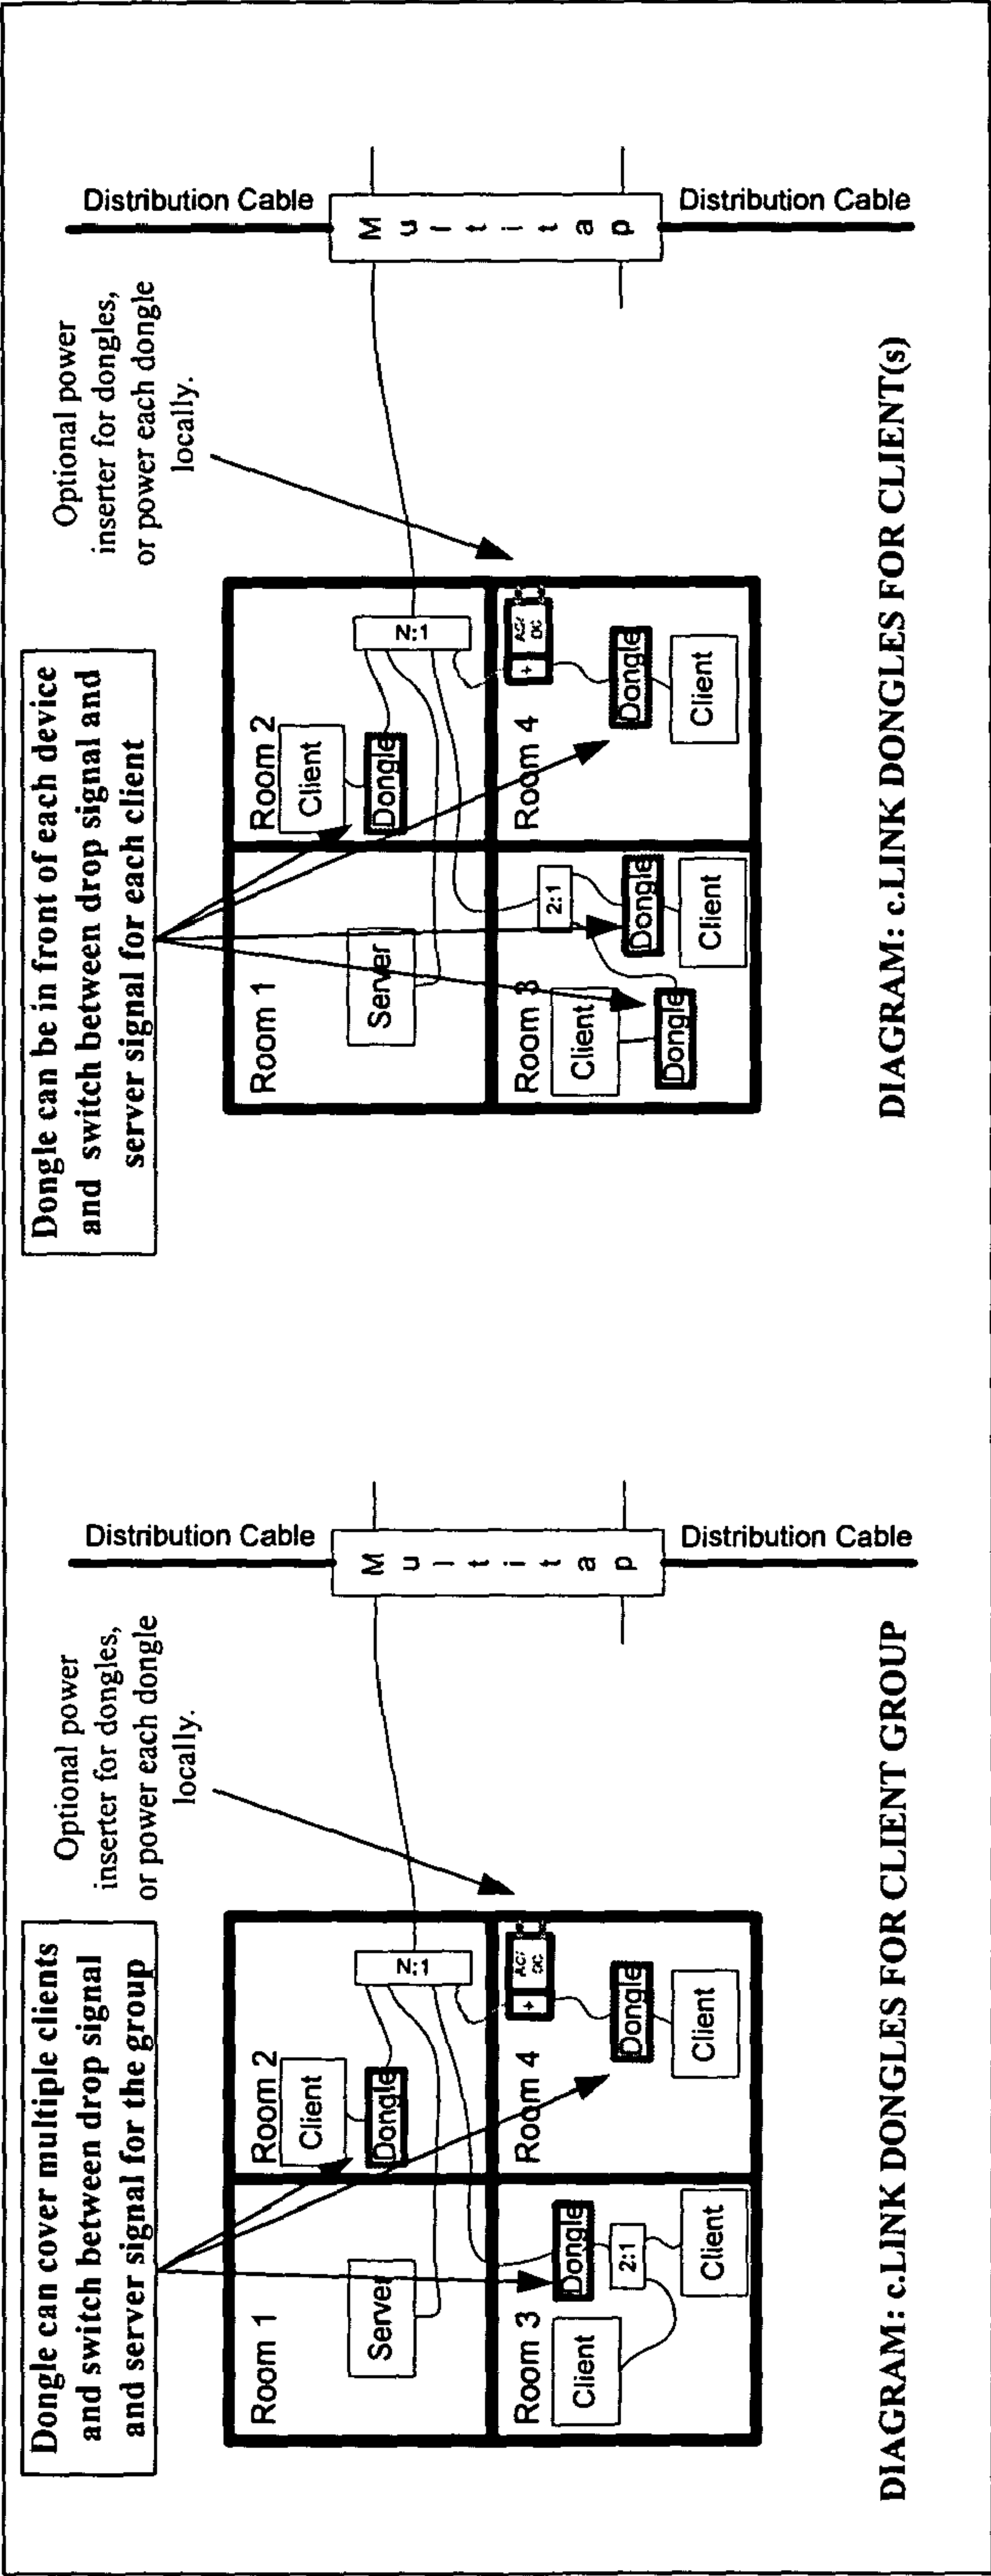 Dongle can cover multiple clients
and switch between drop signal
and server signal for the group
Optional power
inserter for dongles,
or power each dongle
locally.
Distribution Cable
Multitap
Distribution Cable
Room 1
Server
Room 2
Client
Dongle
N:1
Room 3
Client
Dongle
2:1
Client
Room 4
+
AC/
DC
Dongle
Client
DIAGRAM: c.LINK DONGLES FOR CLIENT GROUP
Dongle can be in front of each device
and switch between drop signal and
server signal for each client
Optional power
inserter for dongles,
or power each dongle
locally.
Distribution Cable
Multitap
Distribution Cable
Room 1
Server
Room 2
Client
Dongle
N:1
Room 3
Client
Dongle
2:1
Dongle
Client
Room 4
+
AC/
DC
Dongle
Client
DIAGRAM: c.LINK DONGLES FOR CLIENT(s)